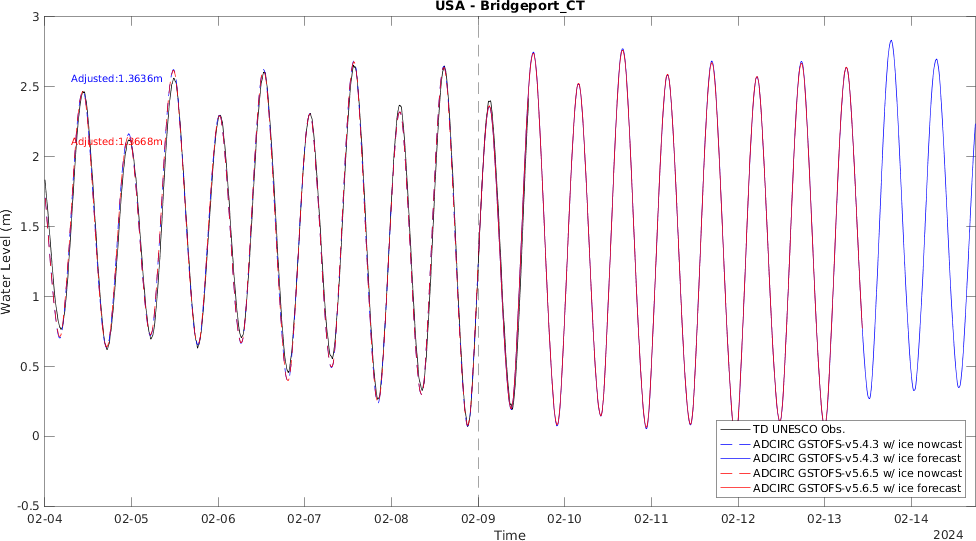 USA - Bridgeport_CT
3
2.5
2
1.5
1
0.5
0
-0.5
Water Level (m)
Adjusted:1.3636m
Adjusted:1.3668m
TD UNESCO Obs.
ADCIRC GSTOFS-v5.4.3 w/ ice nowcast
ADCIRC GSTOFS-v5.4.3 w/ ice forecast
ADCIRC GSTOFS-v5.6.5 w/ ice nowcast
ADCIRC GSTOFS-v5.6.5 w/ ice forecast
02-04 02-05 02-06 02-07 02-08 02-09 02-10 02-11 02-12 02-13 02-14
Time
2024